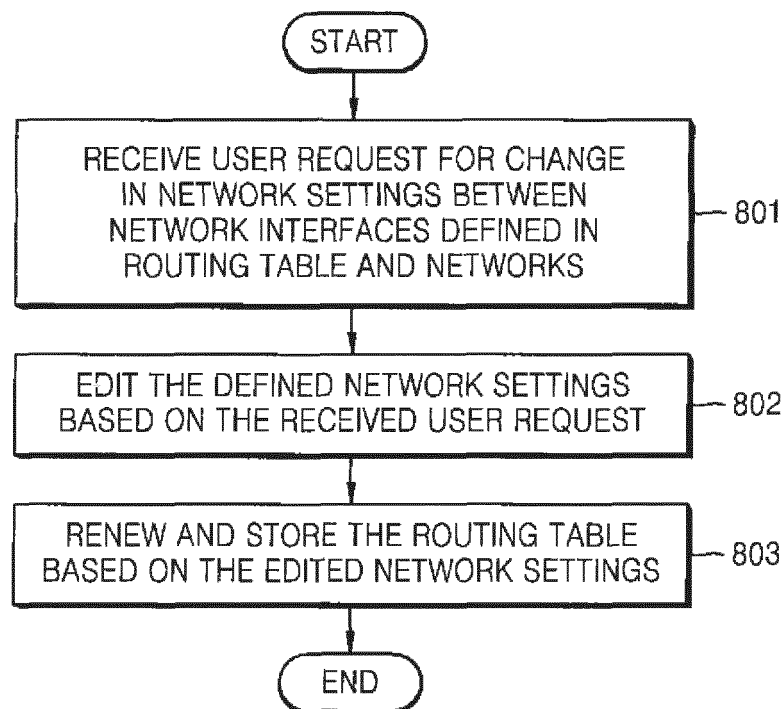 START
RECEIVE USER REQUEST FOR CHANGE
IN NETWORK SETTINGS BETWEEN
NETWORK INTERFACES DEFINED IN
ROUTING TABLE AND NETWORKS
801
EDIT THE DEFINED NETWORK SETTINGS
BASED ON THE RECEIVED USER REQUEST
802
RENEW AND STORE THE ROUTING TABLE
BASED ON THE EDITED NETWORK SETTINGS
803
END